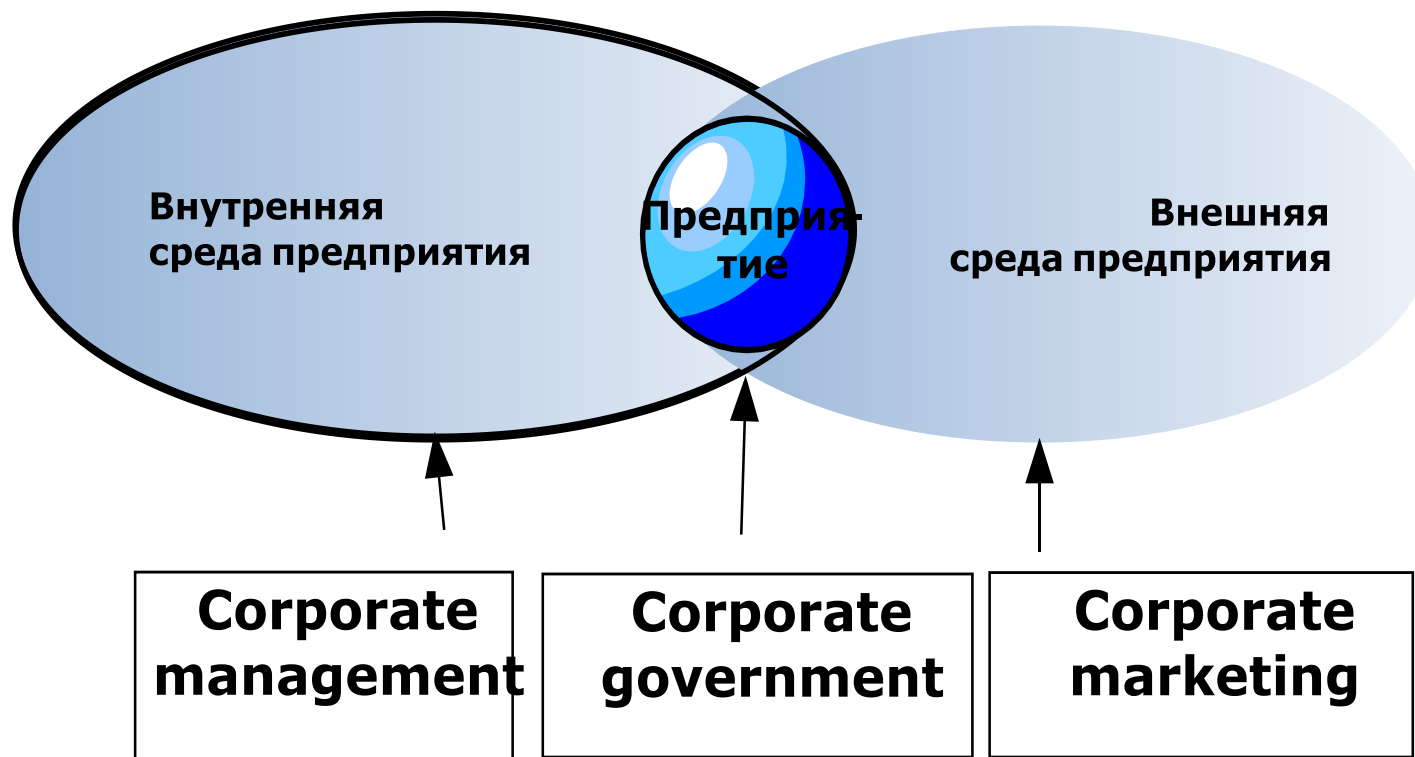 Внутренняя
среда предприятия
Предприя-
тие
Внешняя
среда предприятия
Corporate
management
Corporate
government
Corporate
marketing